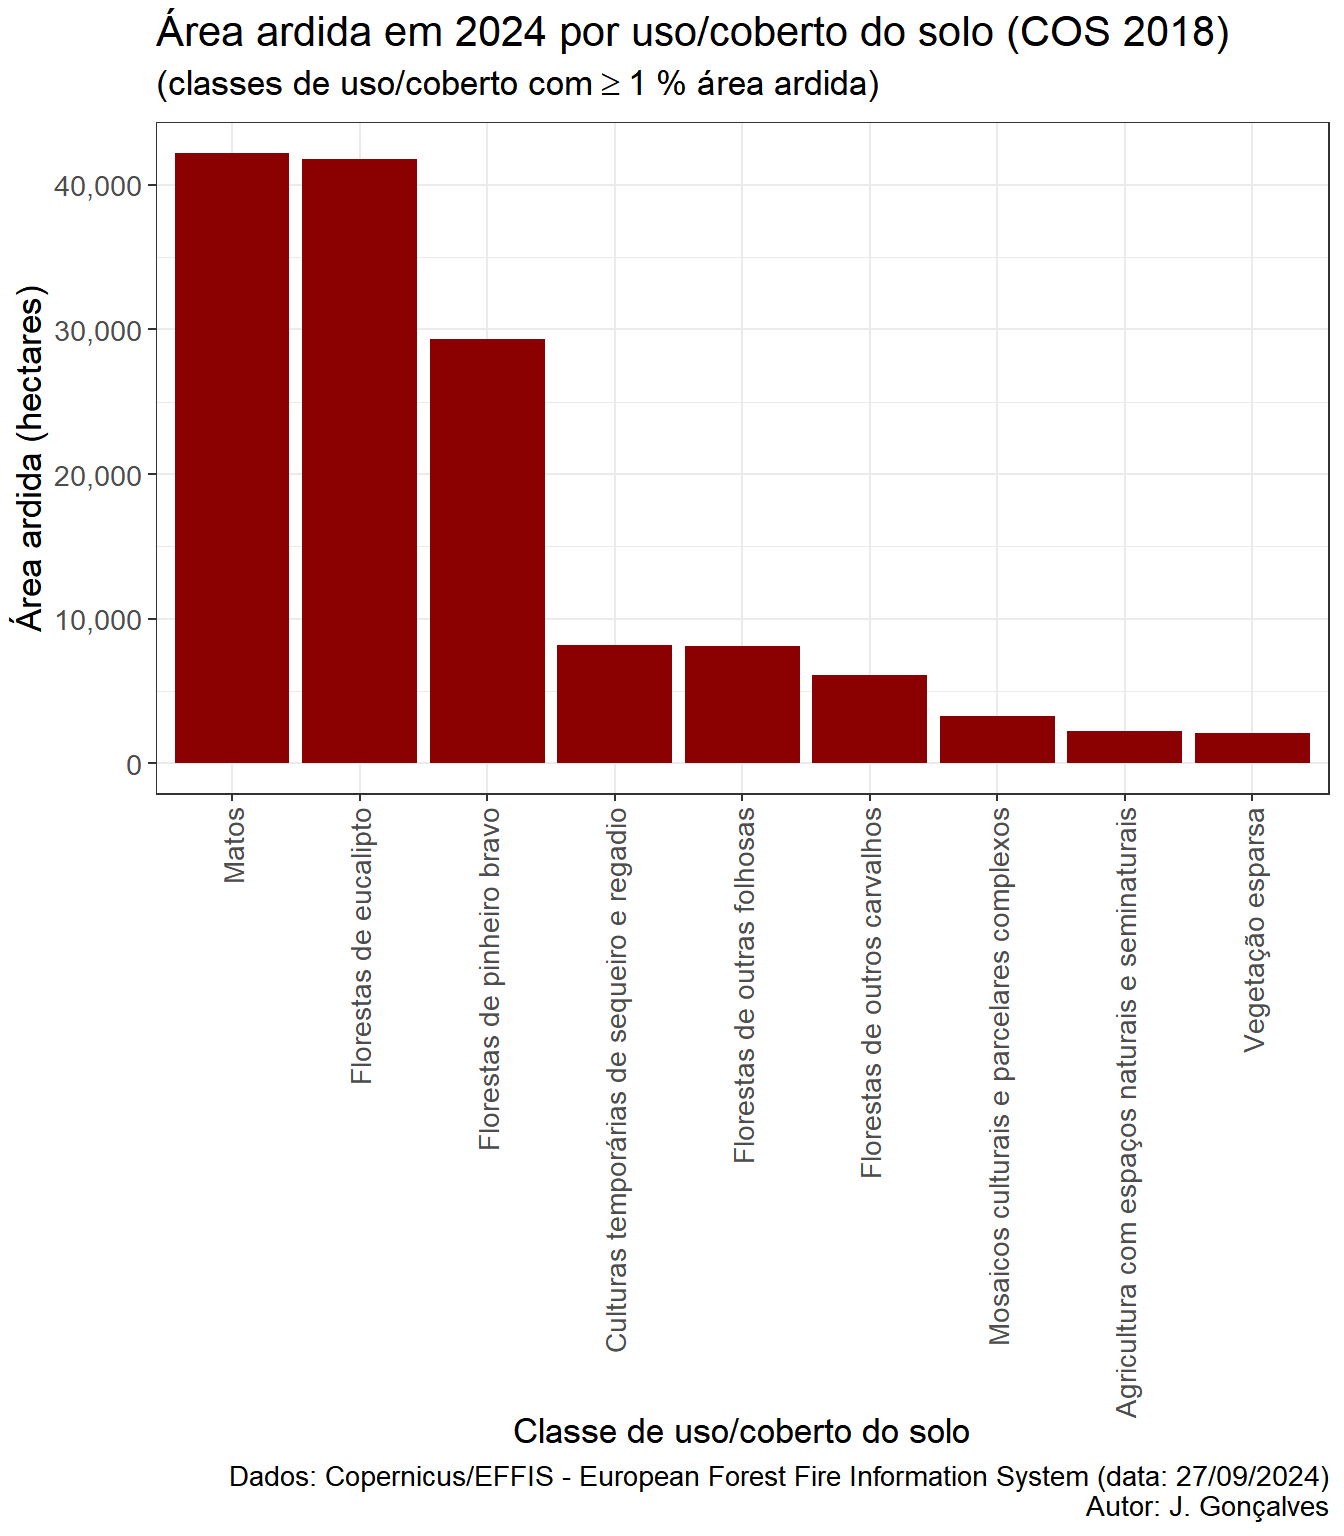 Área ardida em 2024 por uso/coberto do solo (COS 2018)
(classes de uso/coberto com ≥ 1 % área ardida)
Área ardida (hectares)
40,000
30,000
20,000
10,000
0
Matos
Florestas de eucalipto
Florestas de pinheiro bravo
Culturas temporárias de sequeiro e regadio
Florestas de outras folhosas
Florestas de outros carvalhos
Mosaicos culturais e parcelares complexos
Agricultura com espaços naturais e seminaturais
Vegetação esparsa
Classe de uso/coberto do solo
Dados: Copernicus/EFFIS - European Forest Fire Information System (data: 27/09/2024)
Autor: J. Gonçalves